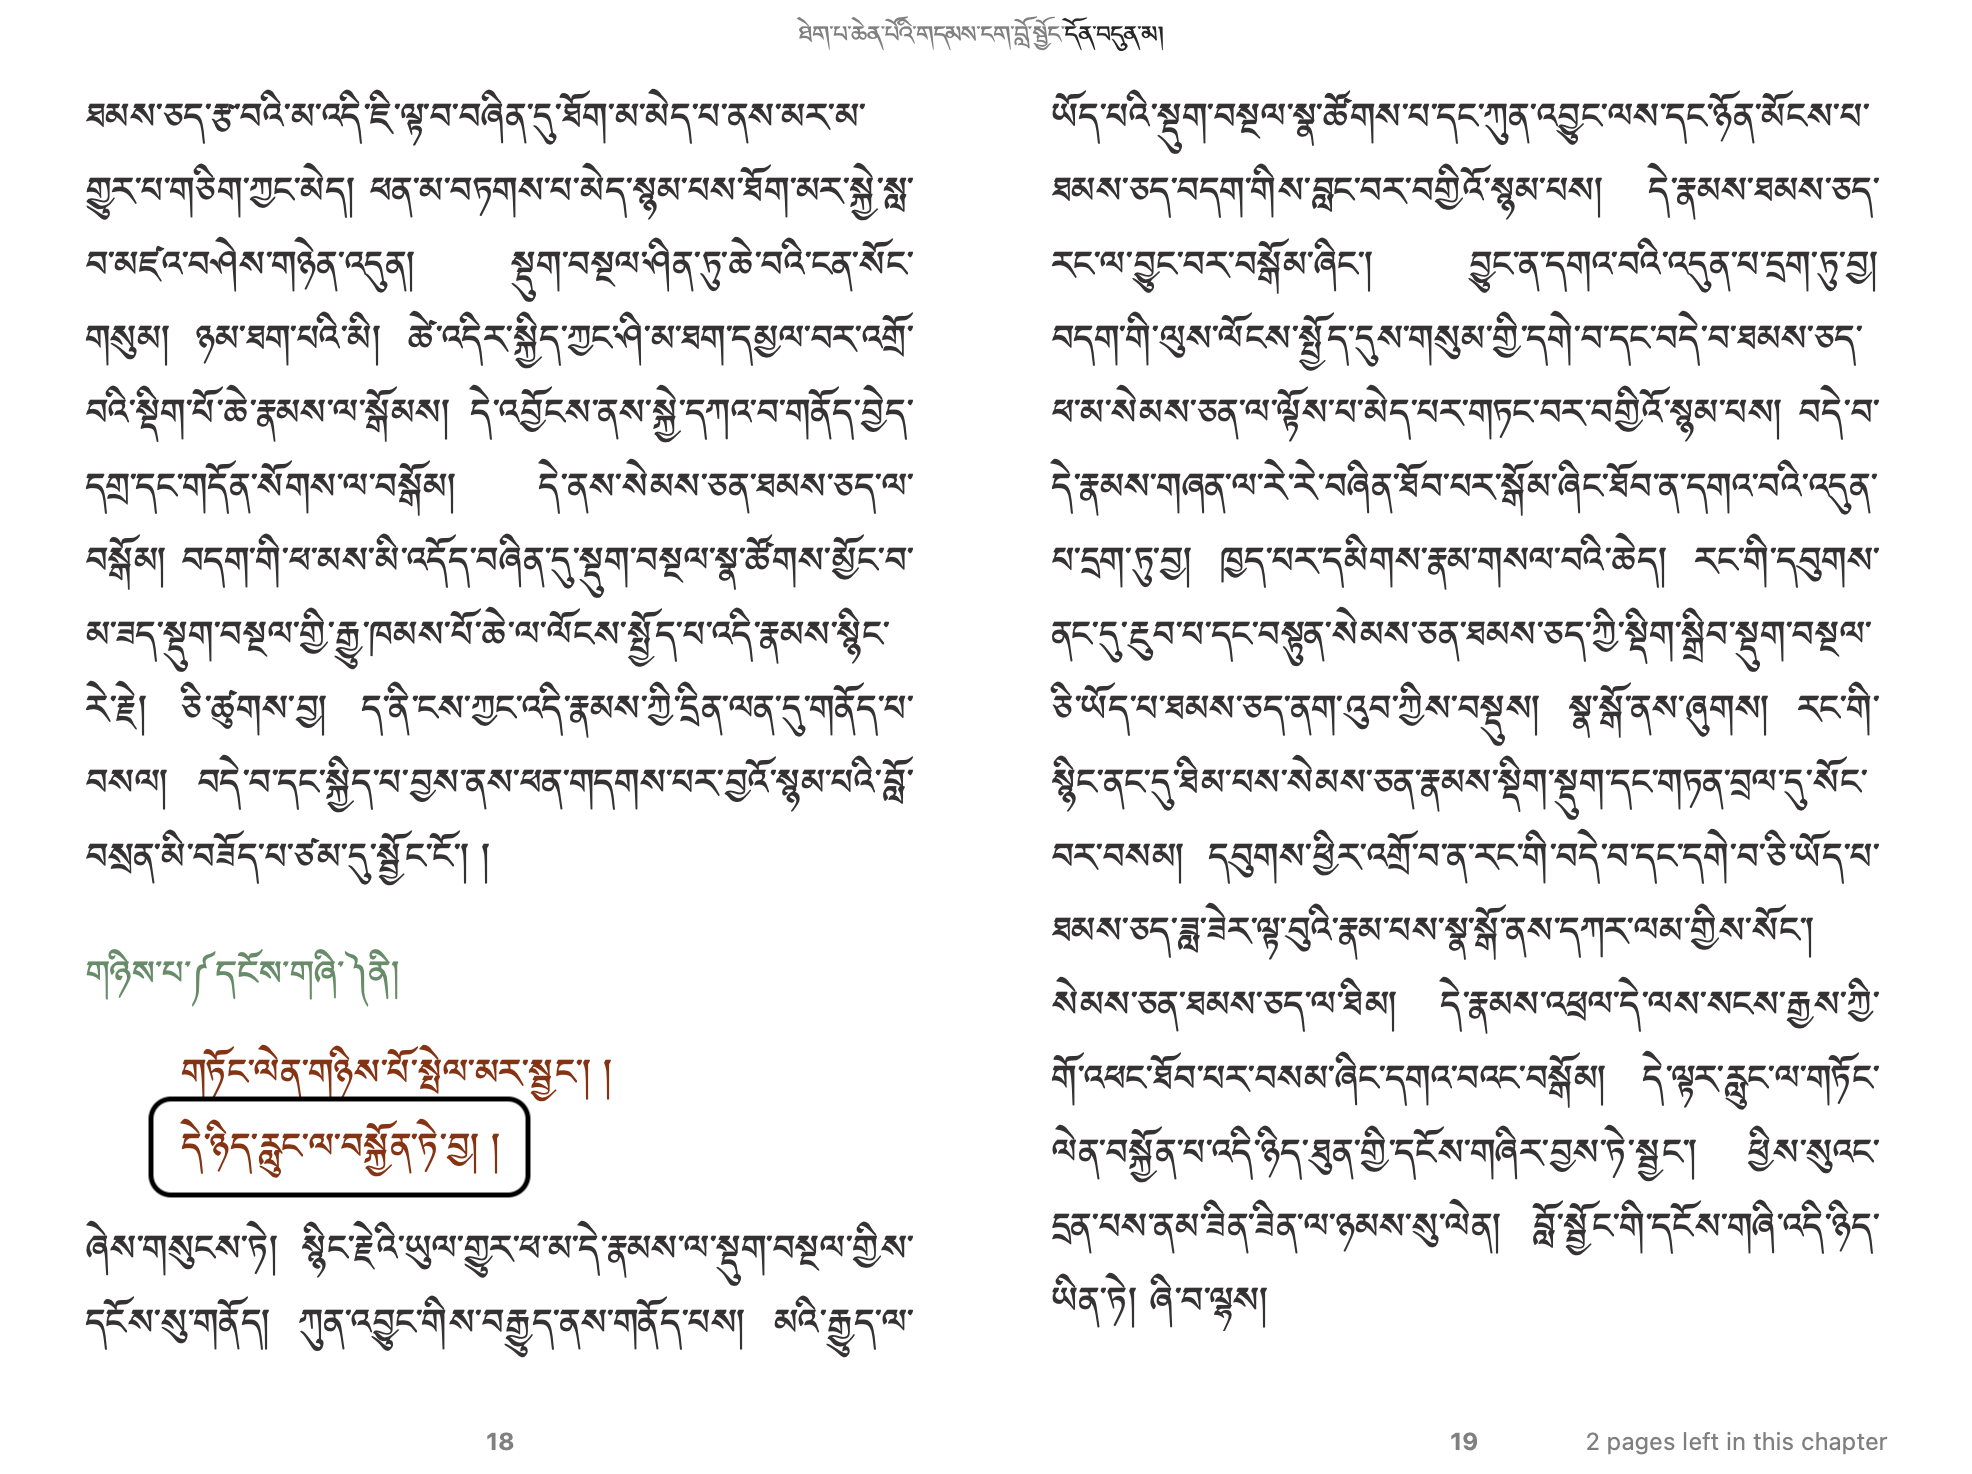 ཐེག་པ་ཆེན་པོའི་གདམས་ངག་བློ་སྦྱོང་དོན་བདུན་མ།
ཐམས་ཅད་རྩ་བའི་མ་འདི་ཇི་ལྟ་བ་བཞིན་དུ་ཐོག་མ་མེད་པ་ནས་མར་མ་
གྱུར་པ་གཅིག་ཀྱང་མེད། ཕན་མ་བཏགས་པ་མེད་སྙམ་པས་ཐོག་མར་སྐྱེ་སླ་
བ་མཛའ་བཤེས་གཉེན་འདུན། སྡུག་བསྔལ་ཤིན་ཏུ་ཆེ་བའི་ངན་སོང་
གསུམ། ཉམ་ཐག་པའི་མི། ཚེ་འདིར་སྐྱིད་ཀྱང་ཤི་མ་ཐག་དམྱལ་བར་འགྲོ་
བའི་སྡིག་པོ་ཆེ་རྣམས་ལ་སྒོམས། དེ་འབྱོངས་ནས་སྐྱེ་དཀའ་བ་གནོད་བྱེད་
དགྲ་དང་གདོན་སོགས་ལ་བསྒོམ། དེ་ནས་སེམས་ཅན་ཐམས་ཅད་ལ་
བསྒོམ། བདག་གི་ཕ་མས་མི་འདོད་བཞིན་དུ་སྡུག་བསྔལ་སྣ་ཚོགས་མྱོང་བ་
མ་ཟད་སྡུག་བསྔལ་གྱི་རྒྱུ་ཁམས་པོ་ཆེ་ལ་ལོངས་སྤྱོད་པ་འདི་རྣམས་སྙིང་
རེ་རྗེ། ཅི་ཚུགས་བྱ། ད་ནི་ངས་ཀྱང་འདི་རྣམས་ཀྱི་དྲིན་ལན་དུ་གནོད་པ་
བསལ། བདེ་བ་དང་སྐྱིད་པ་བྱས་ནས་ཕན་གདགས་པར་བྱའོ་སྙམ་པའི་བློ་
བསྲན་མི་བཟོད་པ་ཙམ་དུ་སྦྱོང་ངོ་། །
གཉིས་པ་༼དངོས་གཞི་༽ནི།
གཏོང་ལེན་གཉིས་པོ་སྤེལ་མར་སྦྱང་། །
དེ་ཉིད་རླུང་ལ་བསྐྱོན་ཏེ་བྱ། །
ཞེས་གསུངས་ཏེ། སྙིང་རྗེའི་ཡུལ་གྱུར་ཕ་མ་དེ་རྣམས་ལ་སྡུག་བསྔལ་གྱིས་
དངོས་སུ་གནོད། ཀུན་འབྱུང་གིས་བརྒྱུད་ནས་གནོད་པས། མའི་རྒྱུད་ལ་
18
ཡོད་པའི་སྡུག་བསྔལ་སྣ་ཚོགས་པ་དང་ཀུན་འབྱུང་ལས་དང་ཉོན་མོངས་པ་
ཐམས་ཅད་བདག་གིས་བླང་བར་བགྱིའོ་སྙམ་པས། དེ་རྣམས་ཐམས་ཅད་
རང་ལ་བྱུང་བར་བསྒོམ་ཞིང་། བྱུང་ན་དགའ་བའི་འདུན་པ་དྲག་ཏུ་བྱ།
བདག་གི་ལུས་ལོངས་སྤྱོད་དུས་གསུམ་གྱི་དགེ་བ་དང་བདེ་བ་ཐམས་ཅད་
ཕ་མ་སེམས་ཅན་ལ་ལྟོས་པ་མེད་པར་གཏང་བར་བགྱིའོ་སྙམ་པས། བདེ་བ་
དེ་རྣམས་གཞན་ལ་རེ་རེ་བཞིན་ཐོབ་པར་སྒོམ་ཞིང་ཐོབ་ན་དགའ་བའི་འདུན་
པ་དྲག་ཏུ་བྱ། ཁྱད་པར་དམིགས་རྣམ་གསལ་བའི་ཆེད། རང་གི་དབུགས་
ནང་དུ་རྔུབ་པ་དང་བསྟུན་སེམས་ཅན་ཐམས་ཅད་ཀྱི་སྡིག་སྒྲིབ་སྡུག་བསྔལ་
ཅི་ཡོད་པ་ཐམས་ཅད་ནག་འུབ་ཀྱིས་བསྡུས། སྣ་སྒོ་ནས་ཞུགས། རང་གི་
སྙིང་ནང་དུ་ཐིམ་པས་སེམས་ཅན་རྣམས་སྡིག་སྡུག་དང་གཏན་བྲལ་དུ་སོང་
བར་བསམ། དབུགས་ཕྱིར་འགྲོ་བ་ན་རང་གི་བདེ་བ་དང་དགེ་བ་ཅི་ཡོད་པ་
ཐམས་ཅད་ཟླ་ཟེར་ལྟ་བུའི་རྣམ་པས་སྣ་སྒོ་ནས་དཀར་ལམ་གྱིས་སོང་།
སེམས་ཅན་ཐམས་ཅད་ལ་ཐིམ། དེ་རྣམས་འཕྲལ་དེ་ལས་སངས་རྒྱས་ཀྱི་
གོ་འཕང་ཐོབ་པར་བསམ་ཞིང་དགའ་བའང་བསྒོམ། དེ་ལྟར་རླུང་ལ་གཏོང་
ལེན་བསྐྱོན་པ་འདི་ཉིད་ཐུན་གྱི་དངོས་གཞིར་བྱས་ཏེ་སྦྱང་། ཕྱིས་སུའང་
དྲན་པས་ནམ་ཟིན་ཟིན་ལ་ཉམས་སུ་ལེན། བློ་སྦྱོང་གི་དངོས་གཞི་འདི་ཉིད་
ཡིན་ཏེ། ཞི་བ་ལྷས།
19
2 pages left in this chapter